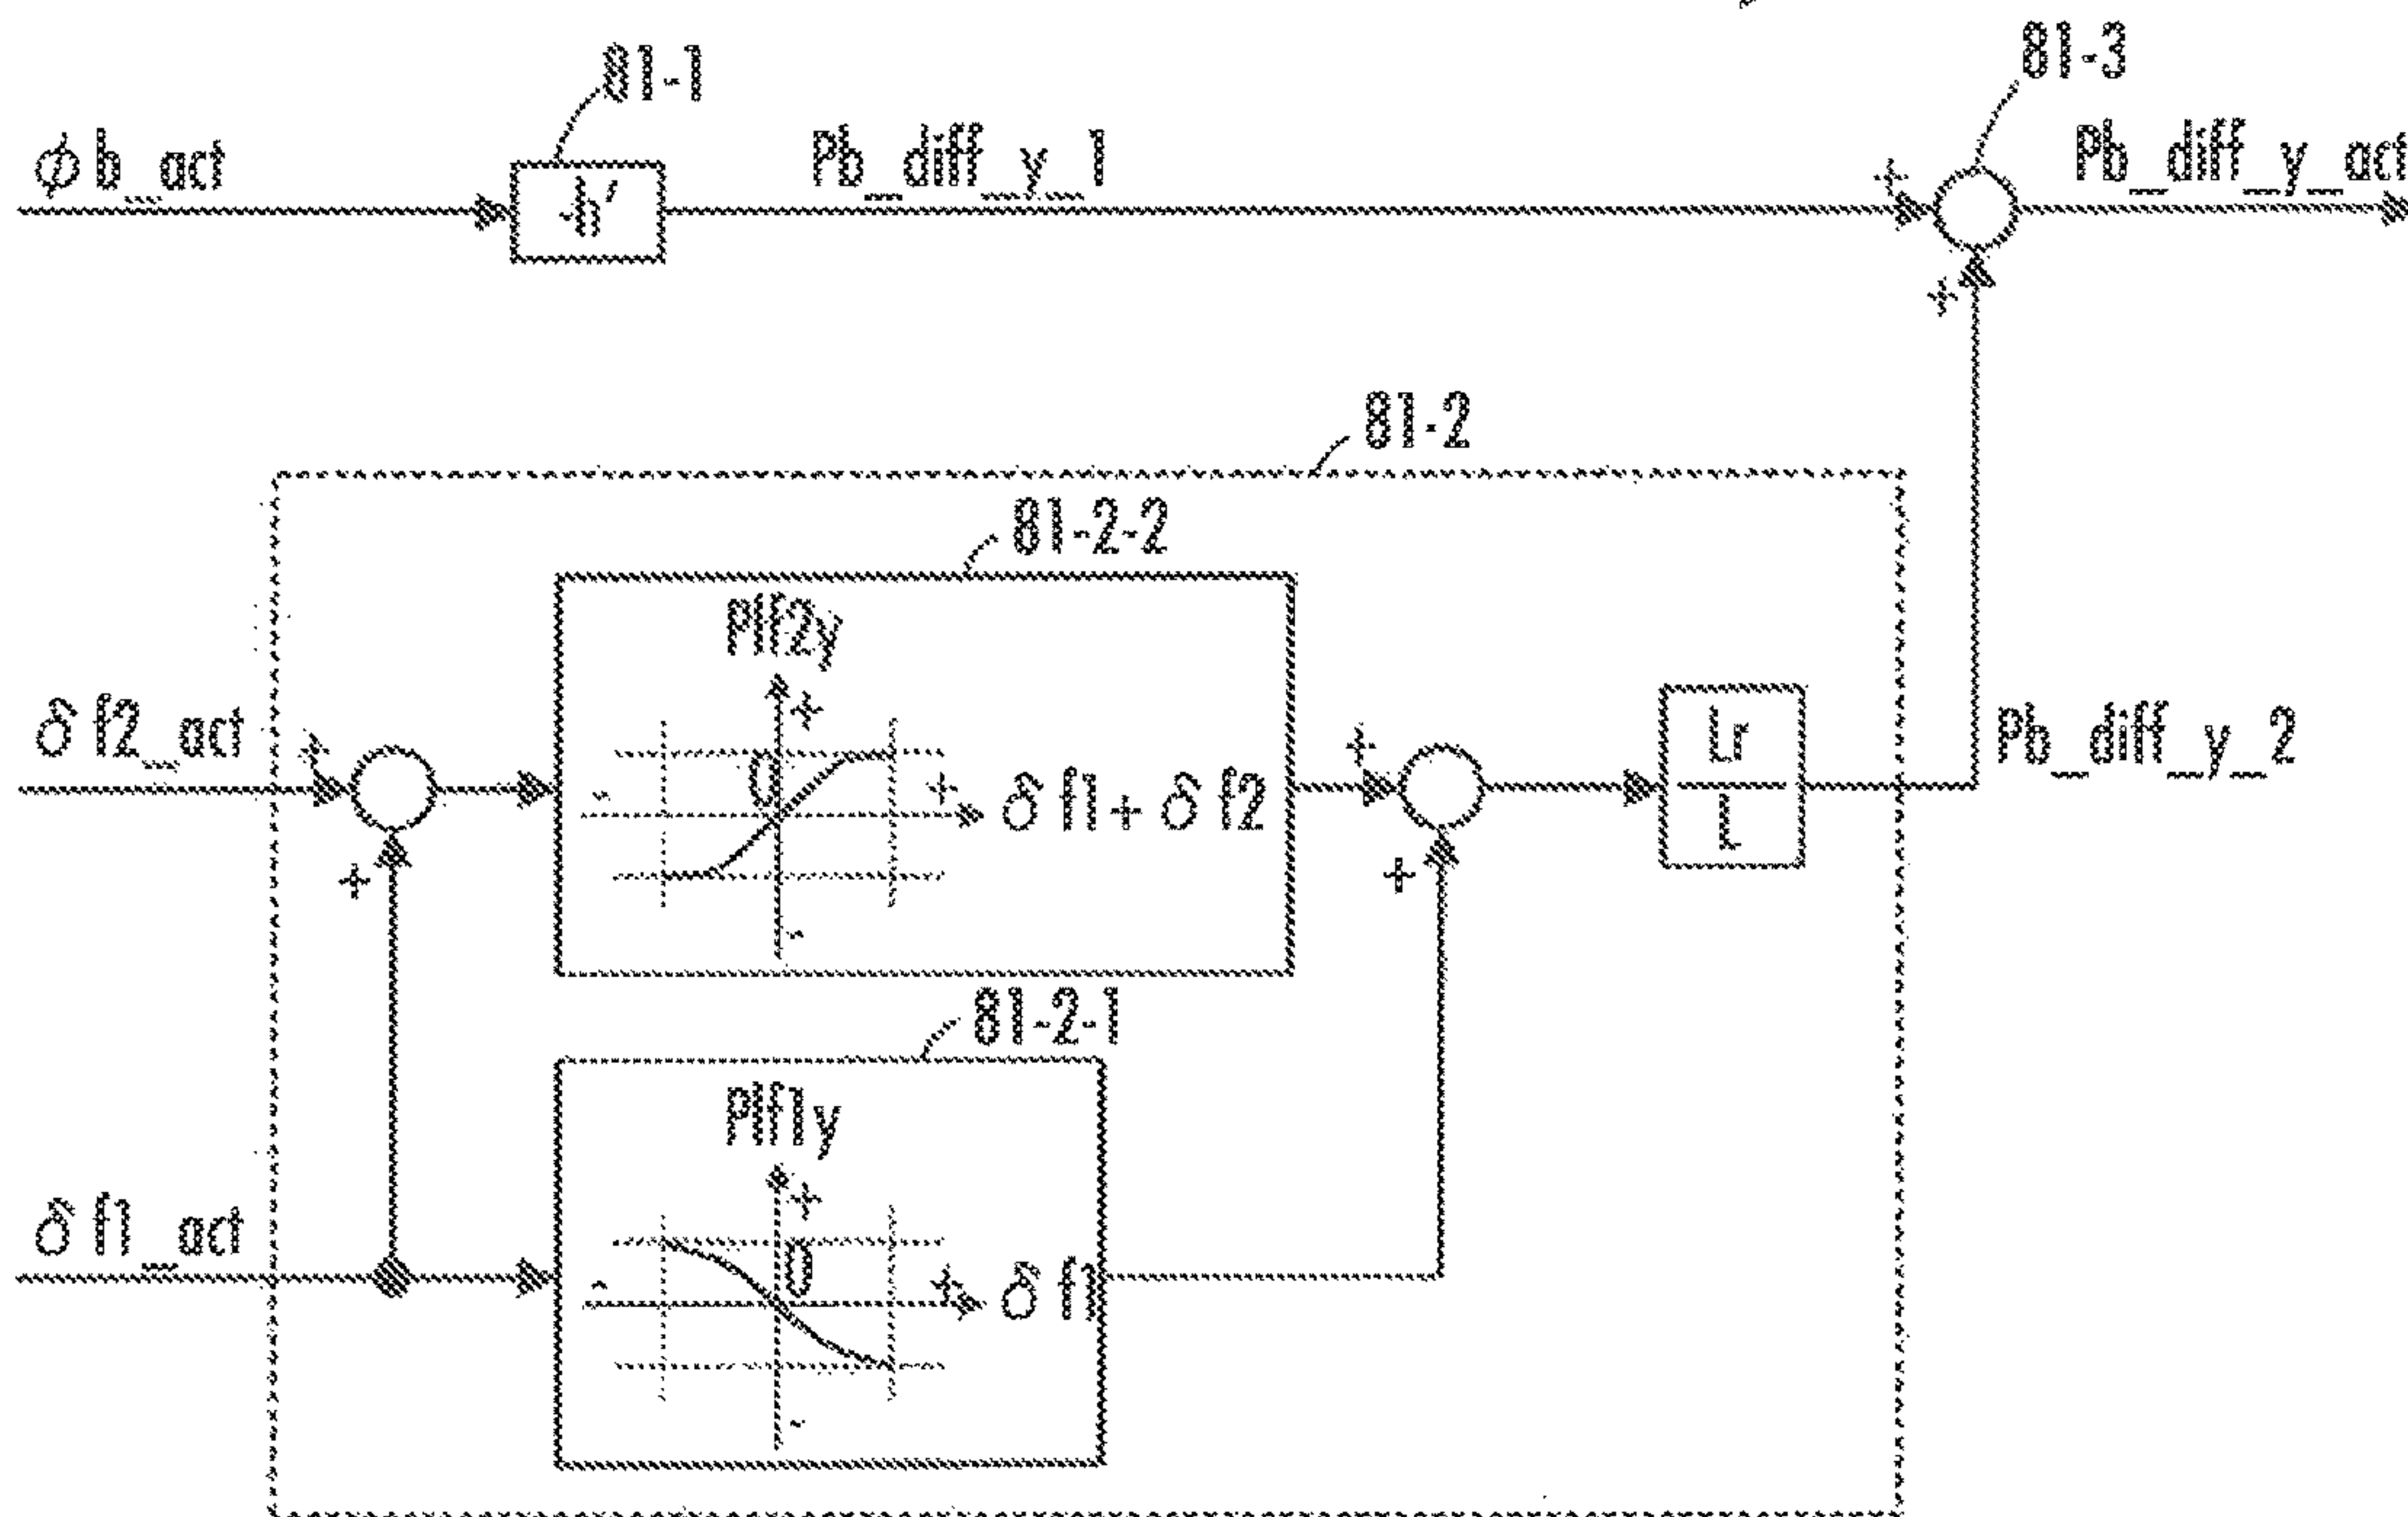 81-1
81-3
ϕb_act
-h′
Pb_diff_y_1
+
Pb_diff_y_act
+
81-2
81-2-2
Plf2y
+
δf2_act
+
0
-
+
δf1+δf2
+
Lr
L
Pb_diff_y_2
+
+
-
81-2-1
Plf1y
+
δf1_act
0
-
+
δf1
-